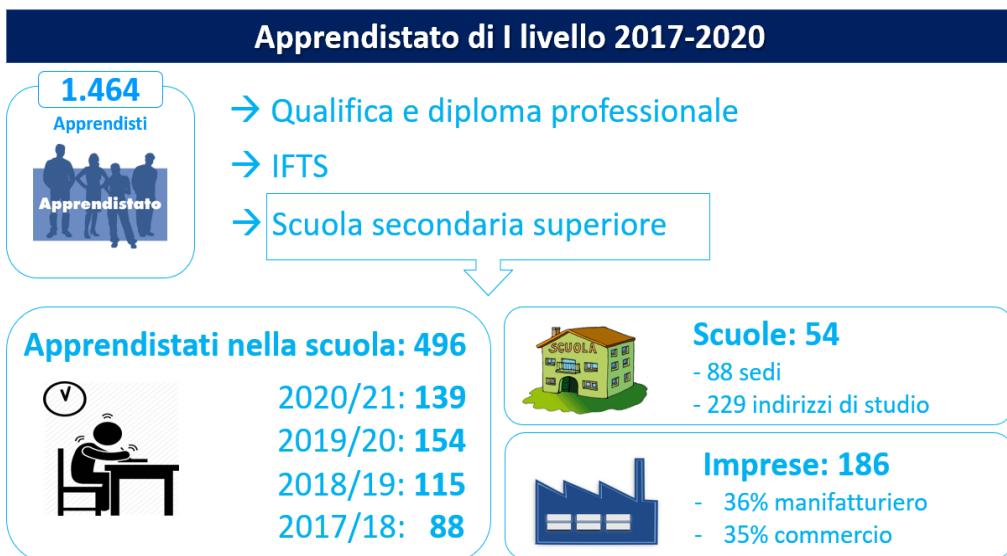 Apprendistato di I livello 2017-2020
1.464
Apprendisti
Apprendistato
→ Qualifica e diploma professionale
→ IFTS
→ Scuola secondaria superiore
Apprendistati nella scuola: 496
2020/21: 139
2019/20: 154
2018/19: 115
2017/18: 88
SCUOLA
Scuole: 54
- 88 sedi
- 229 indirizzi di studio
Imprese: 186
- 36% manifatturiero
- 35% commercio